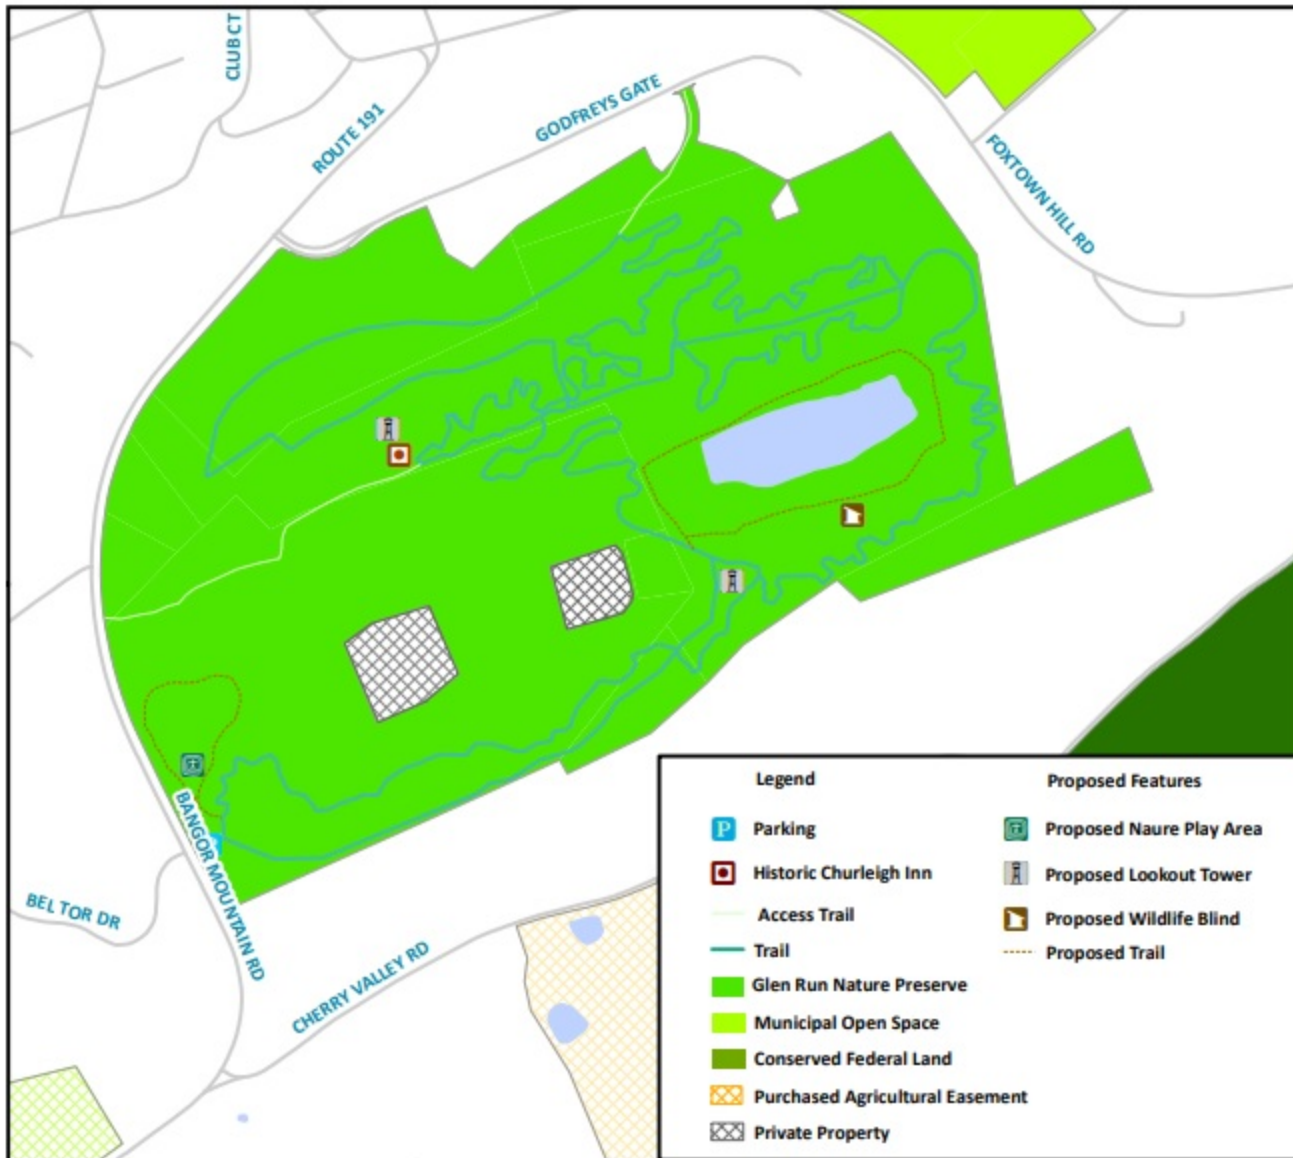 CLUB CT
ROUTE 191
GODFREYS GATE
FOXTOWN HILL RD
BANGOR MOUNTAIN RD
BEL TOR DR
CHERRY VALLEY RD
Legend
P Parking
Historic Churleigh Inn
Access Trail
Trail
Glen Run Nature Preserve
Municipal Open Space
Conserved Federal Land
Purchased Agricultural Easement
Private Property
Proposed Features
Proposed Naure Play Area
Proposed Lookout Tower
Proposed Wildlife Blind
Proposed Trail